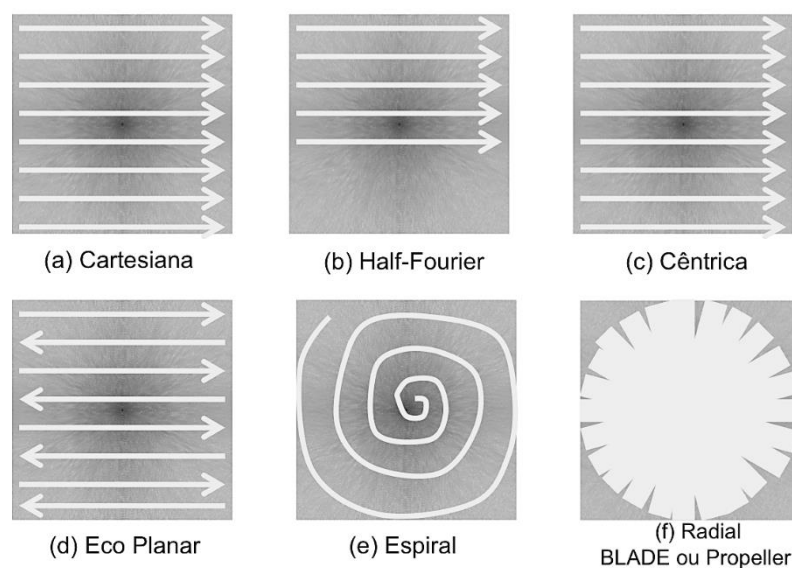 (a) Cartesiana
(b) Half-Fourier
(c) Cêntrica
(d) Eco Planar
(e) Espiral
(f) Radial
BLADE ou Propeller